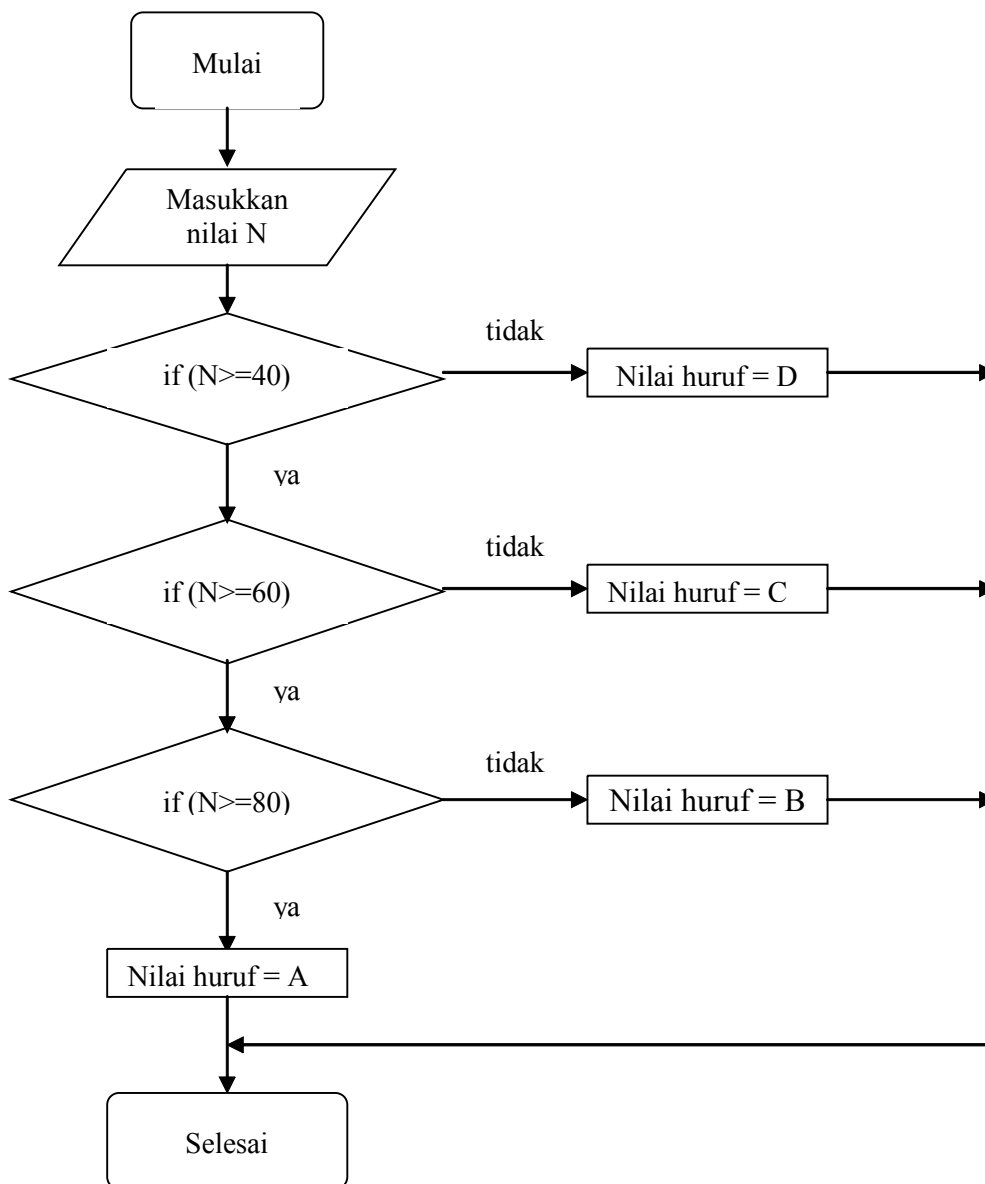 Mulai
Masukkan
nilai N
if (N>=40)
tidak
Nilai huruf = D
ya
if (N>=60)
tidak
Nilai huruf = C
ya
if (N>=80)
tidak
Nilai huruf = B
ya
Nilai huruf = A
Selesai